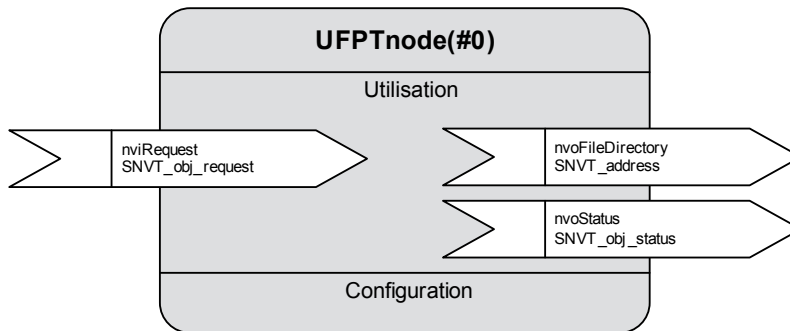 UFPTnode(#0)
Utilisation
nviRequest
SNVT_obj_request
nvoFileDirectory
SNVT_address
nvoStatus
SNVT_obj_status
Configuration